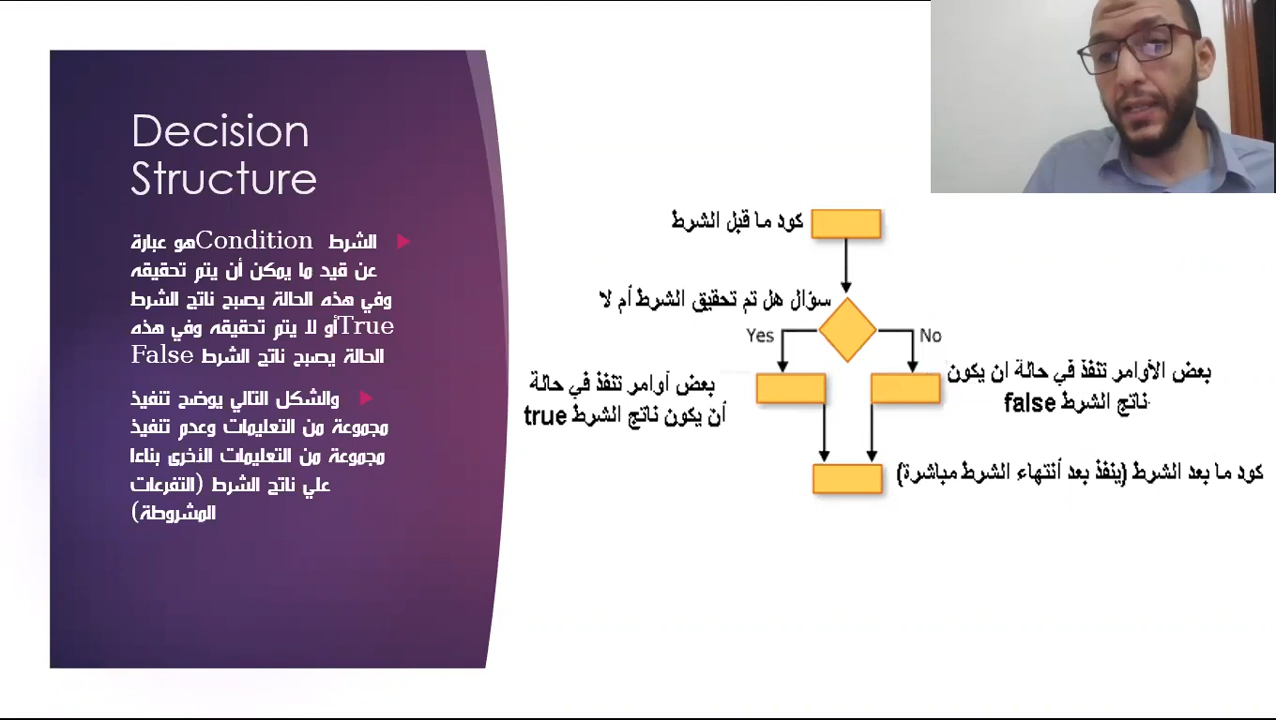 Decision
Structure
الشرط Conditionهو عبارة
عن قيد ما يمكن أن يتم تحقيقه
وفي هذه الحالة يصبح ناتج الشرط
Trueأو لا يتم تحقيقه وفي هذه
الحالة يصبح ناتج الشرط False
والشكل التالي يوضح تنفيذ
مجموعة من التعليمات وعدم تنفيذ
مجموعة من التعليمات الأخرى بناءا
علي ناتج الشرط (التفرعات
المشروطة)
كود ما قبل الشرط
سؤال هل تم تحقيق الشرط أم لا
Yes
No
بعض الأوامر تنفذ في حالة ان يكون
ناتج الشرط false
بعض أوامر تنفذ في حالة
أن يكون ناتج الشرط true
كود ما بعد الشرط (ينفذ بعد أنتهاء الشرط مباشرة)